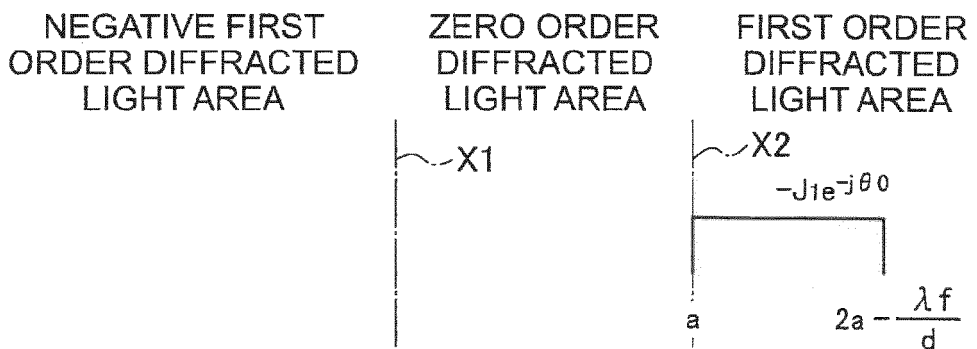 NEGATIVE FIRST
ORDER DIFFRACTED
LIGHT AREA
ZERO ORDER
DIFFRACTED
LIGHT AREA
FIRST ORDER
DIFFRACTED
LIGHT AREA
X1
X2
-J1e-jθ0
a
2a - λf/d